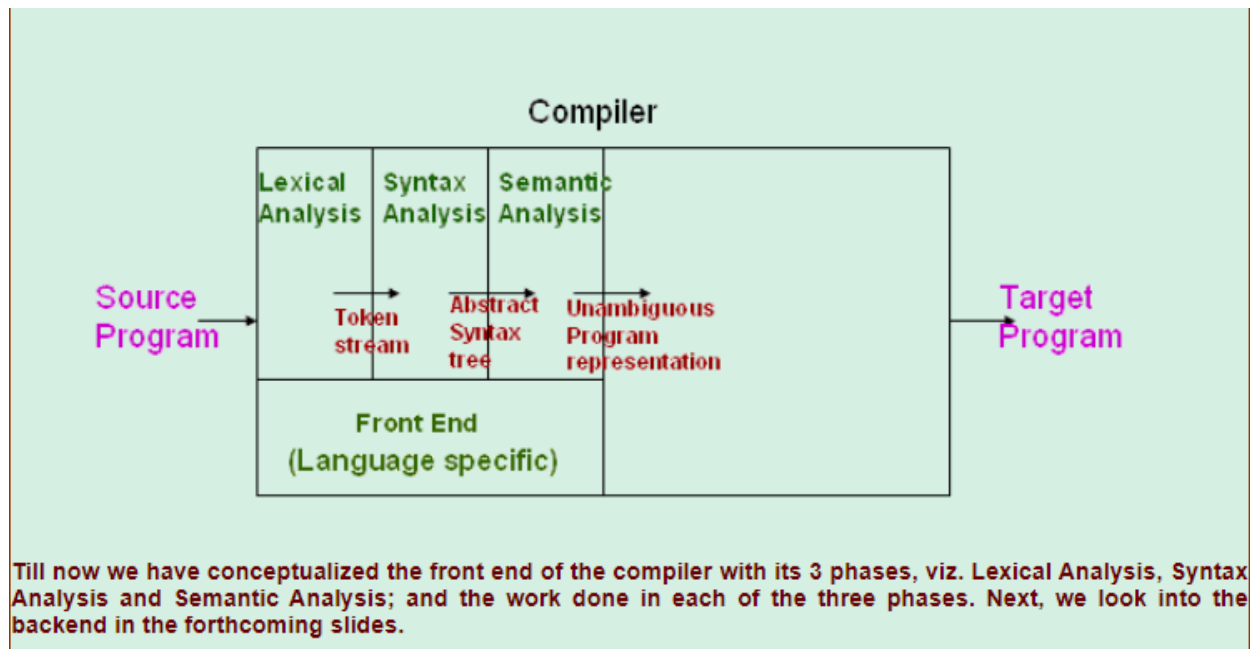 Compiler
Lexical
Analysis
Syntax
Analysis
Semantic
Analysis
Source
Program
Token
stream
Abstract
Syntax
tree
Unambiguous
Program
representation
Target
Program
Front End
(Language specific)
Till now we have conceptualized the front end of the compiler with its 3 phases, viz. Lexical Analysis, Syntax
Analysis and Semantic Analysis; and the work done in each of the three phases. Next, we look into the
backend in the forthcoming slides.